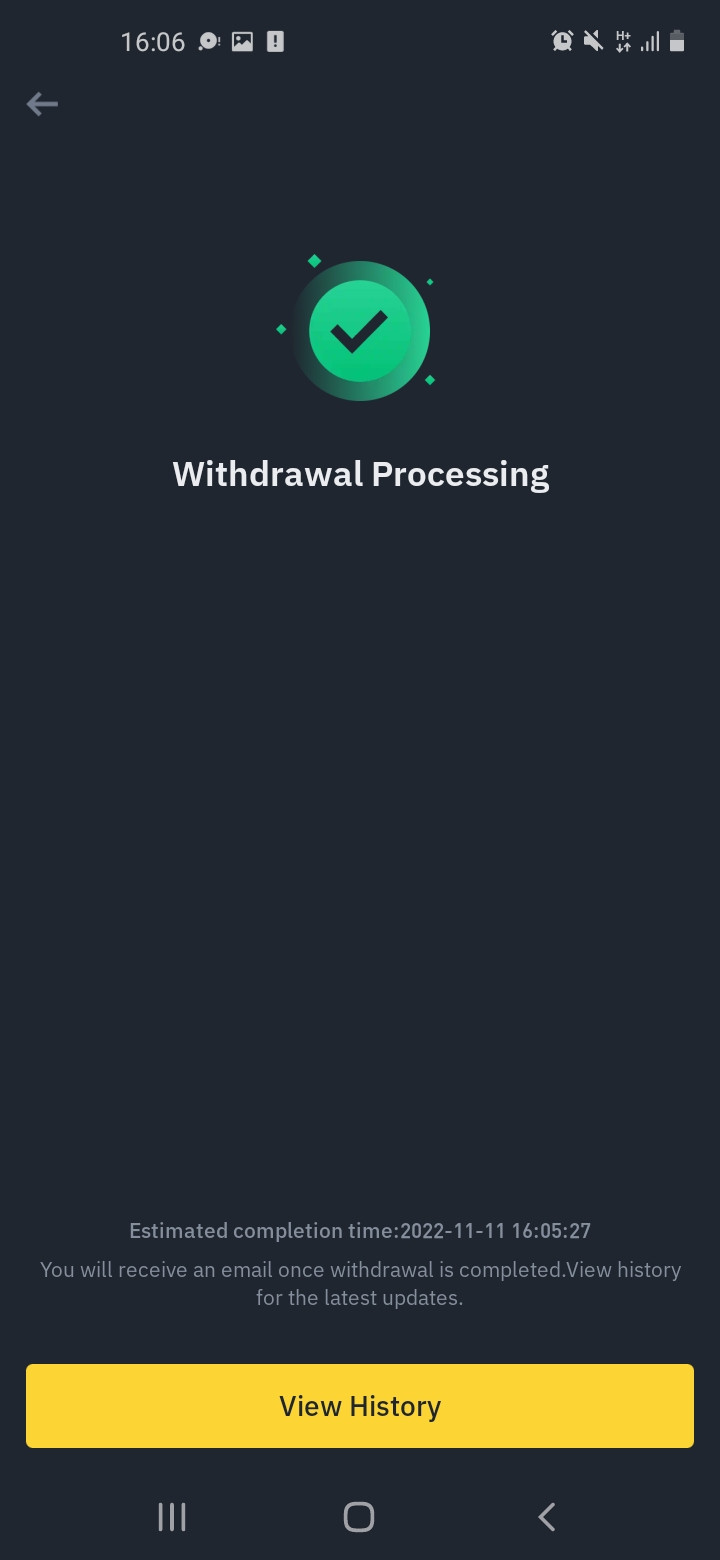 16:06
H+
Withdrawal Processing
Estimated completion time:2022-11-11 16:05:27
You will receive an email once withdrawal is completed.View history
for the latest updates.
View History